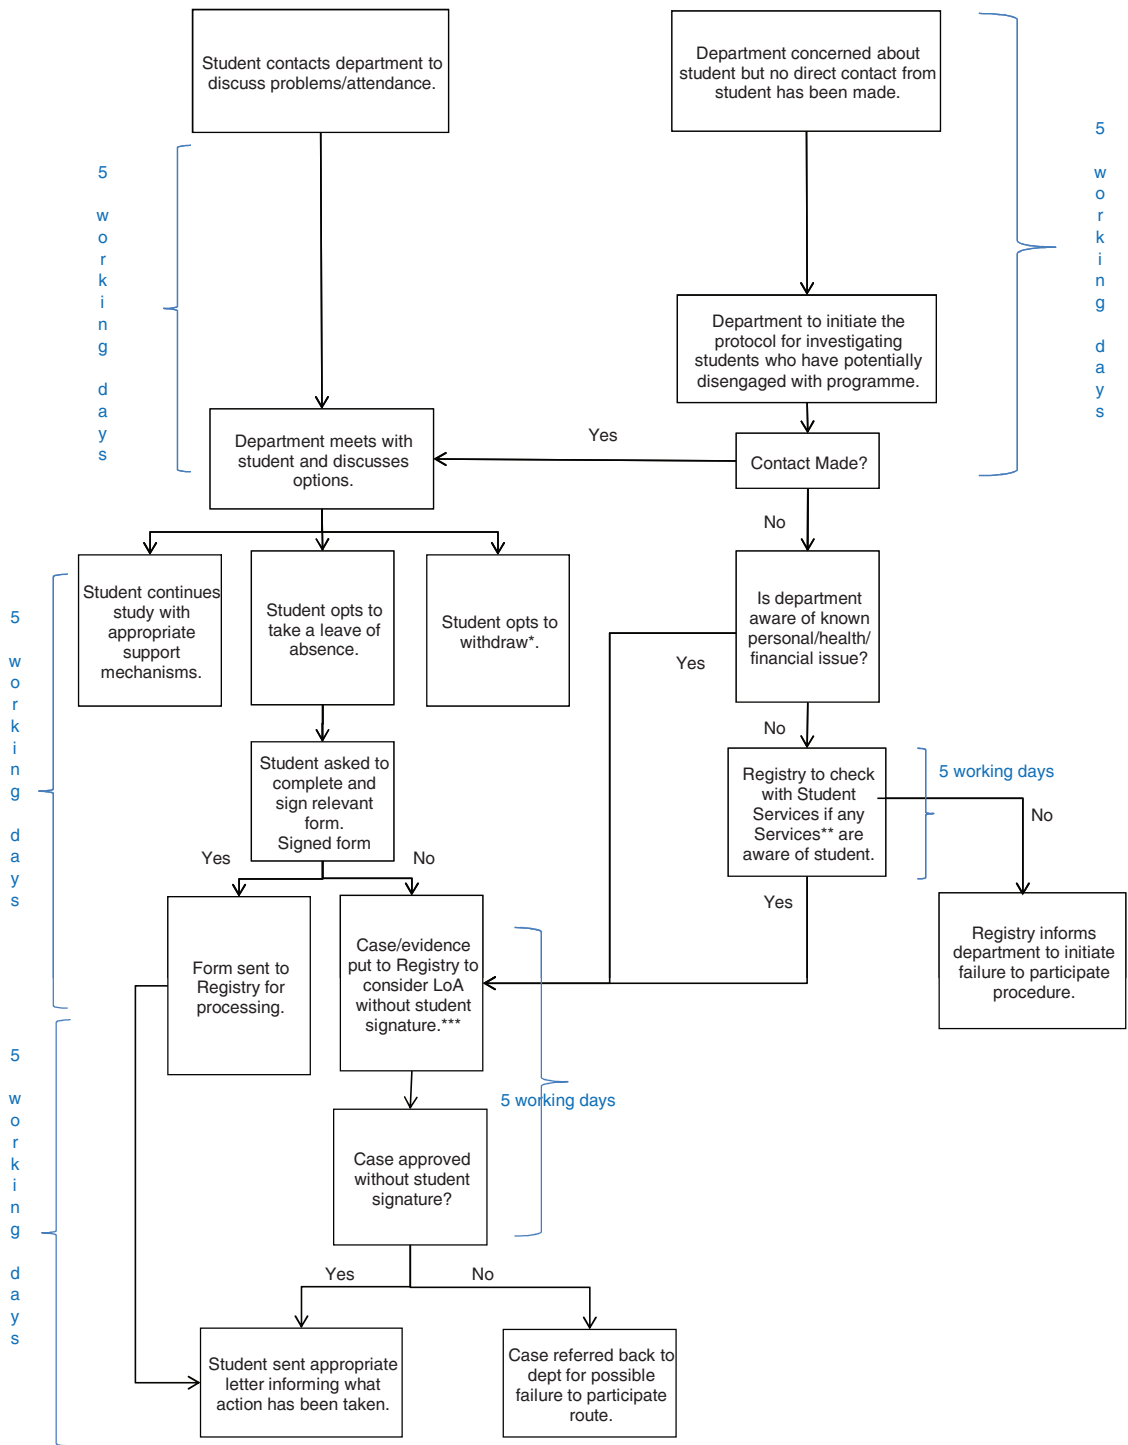 Student contacts department to
discuss problems/attendance.
Department concerned about
student but no direct contact from
student has been made.
5 working days
5 working days
Department to initiate the
protocol for investigating
students who have potentially
disengaged with programme.
Department meets with
student and discusses
options.
Yes
Contact Made?
No
Student continues
study with
appropriate
support
mechanisms.
Student opts to
take a leave of
absence.
Student opts to
withdraw*.
Is department
aware of known
personal/health/
financial issue?
Yes
No
5 working days
Student asked to
complete and
sign relevant
form.
Signed form
Registry to check
with Student
Services if any
Services** are
aware of student.
5 working days
No
Yes
No
Yes
Form sent to
Registry for
processing.
Case/evidence
put to Registry to
consider LoA
without student
signature.***
Registry informs
department to initiate
failure to participate
procedure.
5 working days
5 working days
Case approved
without student
signature?
Yes
No
Student sent appropriate
letter informing what
action has been taken.
Case referred back to
dept for possible
failure to participate
route.